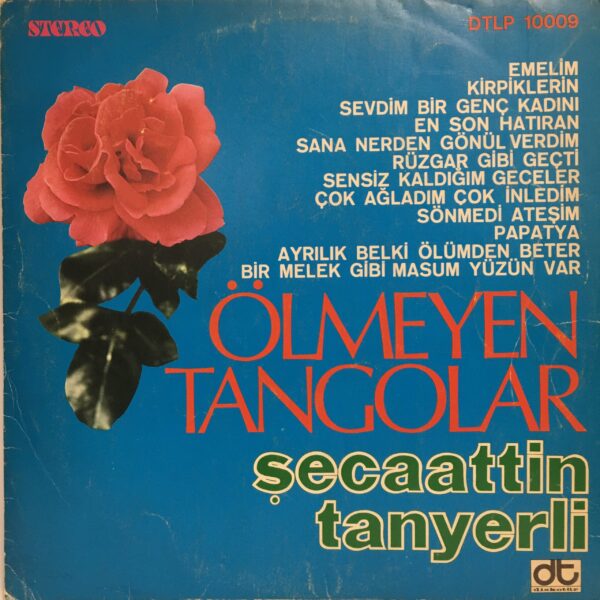 STEREO
DTLP 10009
EMELİM
KİRPİKLERİN
SEVDİM BİR GENÇ KADINI
EN SON HATIRAN
SANA NERDEN GÖNÜL VERDİM
RÜZGAR GİBİ GEÇTİ
SENSİZ KALDIĞIM GECELER
ÇOK AĞLADIM ÇOK İNLEDİM
SÖNMEDİ ATEŞİM
PAPATYA
AYRILIK BELKİ ÖLÜMDEN BETER
BİR MELEK GİBİ MASUM YÜZÜN VAR
ÖLMEYEN
TANGOLAR
şecaattin
tanyerli
dt